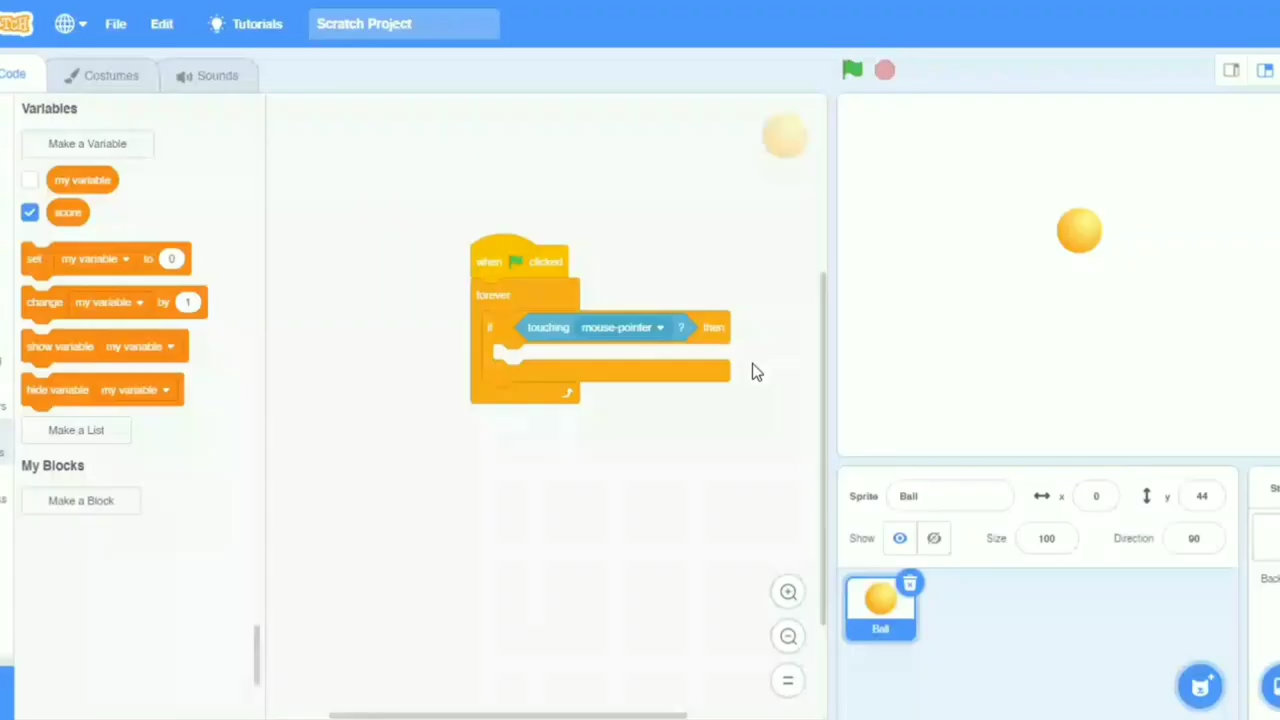 File Edit Tutorials Scratch Project
Code Costumes Sounds
Variables
Make a Variable
my variable
score
set my variable to 0
change my variable by 1
show variable my variable
hide variable my variable
Make a List
My Blocks
Make a Block
when clicked
forever
if touching mouse-pointer ? then
Sprite Ball x 0 y 44
Show Size 100 Direction 90
Ball